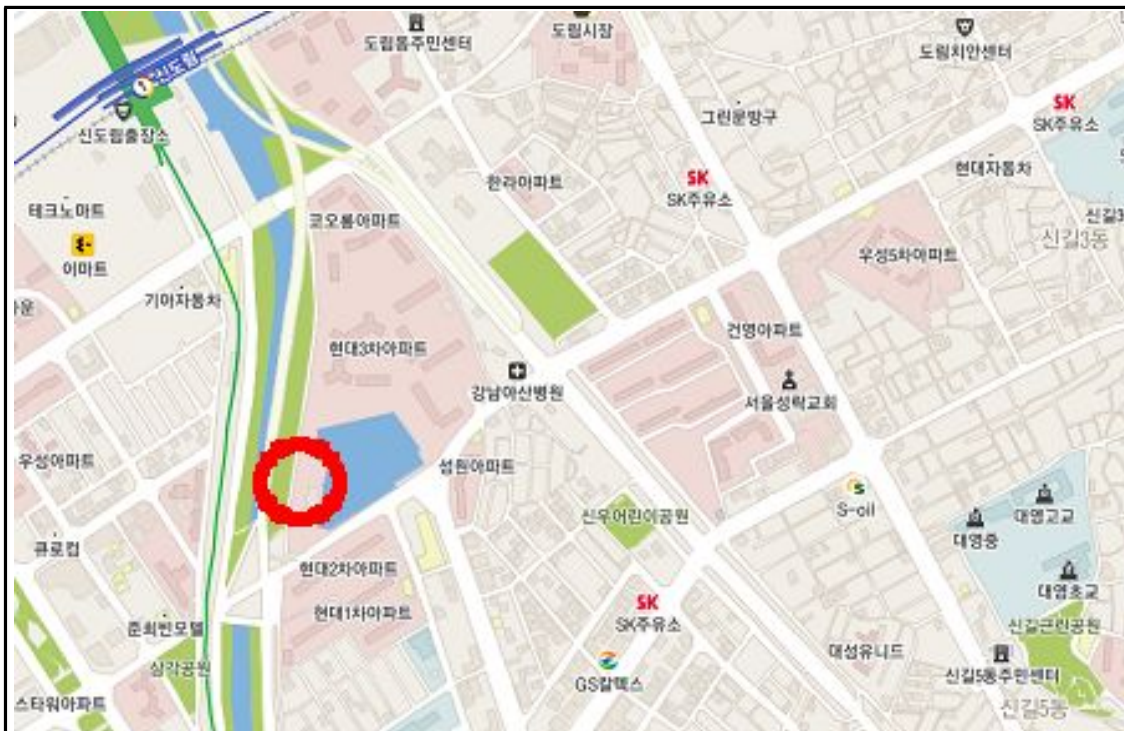 도림동주민센터
도림시장
도림치안센터
신도림
1
신도림출장소
그린문방구
SK
SK주유소
한라아파트
SK
SK주유소
현대자동차
테크노마트
코오롱아파트
신길3동
이마트
우성5차아파트
기아자동차
현대3차아파트
건영아파트
강남아산병원
서울성락교회
우성아파트
성원아파트
S-oil
대영고교
신우어린이공원
대영중
큐로컴
현대2차아파트
대영초교
현대1차아파트
SK
SK주유소
신길근린공원
준희빈모텔
대성유니드
삼각공원
GS칼텍스
신길5동주민센터
스타워아파트
신길5동